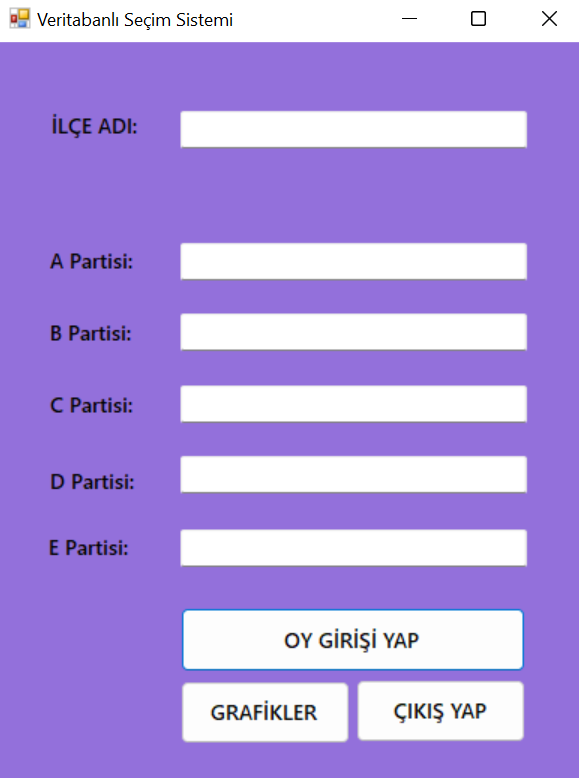 Veritabanlı Seçim Sistemi
İLÇE ADI:
A Partisi:
B Partisi:
C Partisi:
D Partisi:
E Partisi:
OY GİRİŞİ YAP
GRAFİKLER
ÇIKIŞ YAP